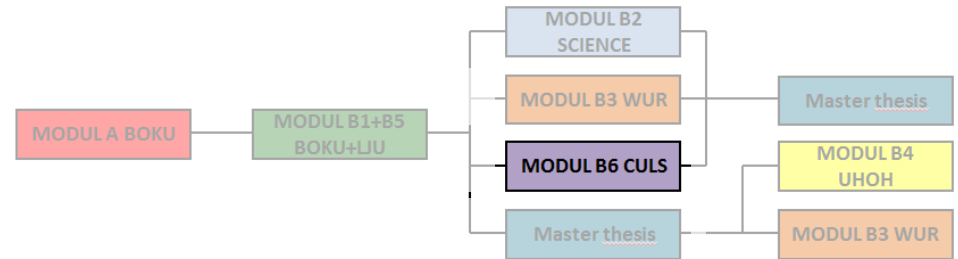 MODUL A BOKU
MODUL B1+B5
BOKU+LJU
MODUL B2
SCIENCE
MODUL B3 WUR
MODUL B6 CULS
Master thesis
Master thesis
MODUL B4
UHOH
MODUL B3 WUR